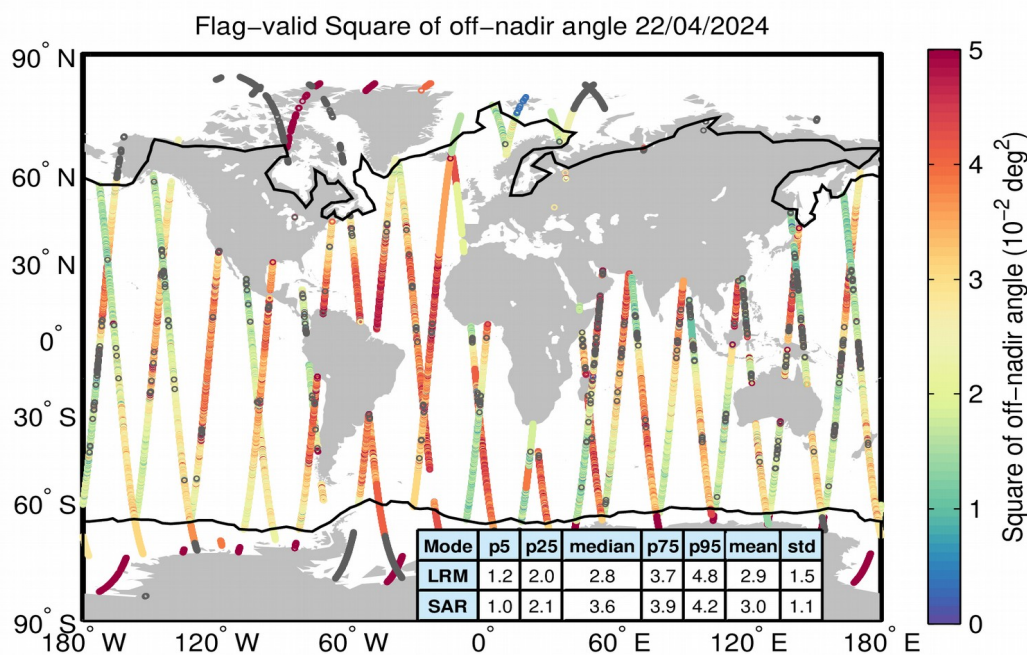 Flag−valid Square of off−nadir angle 22/04/2024
90° N
60° N
30° N
0°
30° S
60° S
90° S
180° W
120° W
60° W
0°
60° E
120° E
180° E
5
4
3
2
1
0
Square of off−nadir angle (10⁻² deg²)
Mode p5 p25 median p75 p95 mean std
LRM 1.2 2.0 2.8 3.7 4.8 2.9 1.5
SAR 1.0 2.1 3.6 3.9 4.2 3.0 1.1